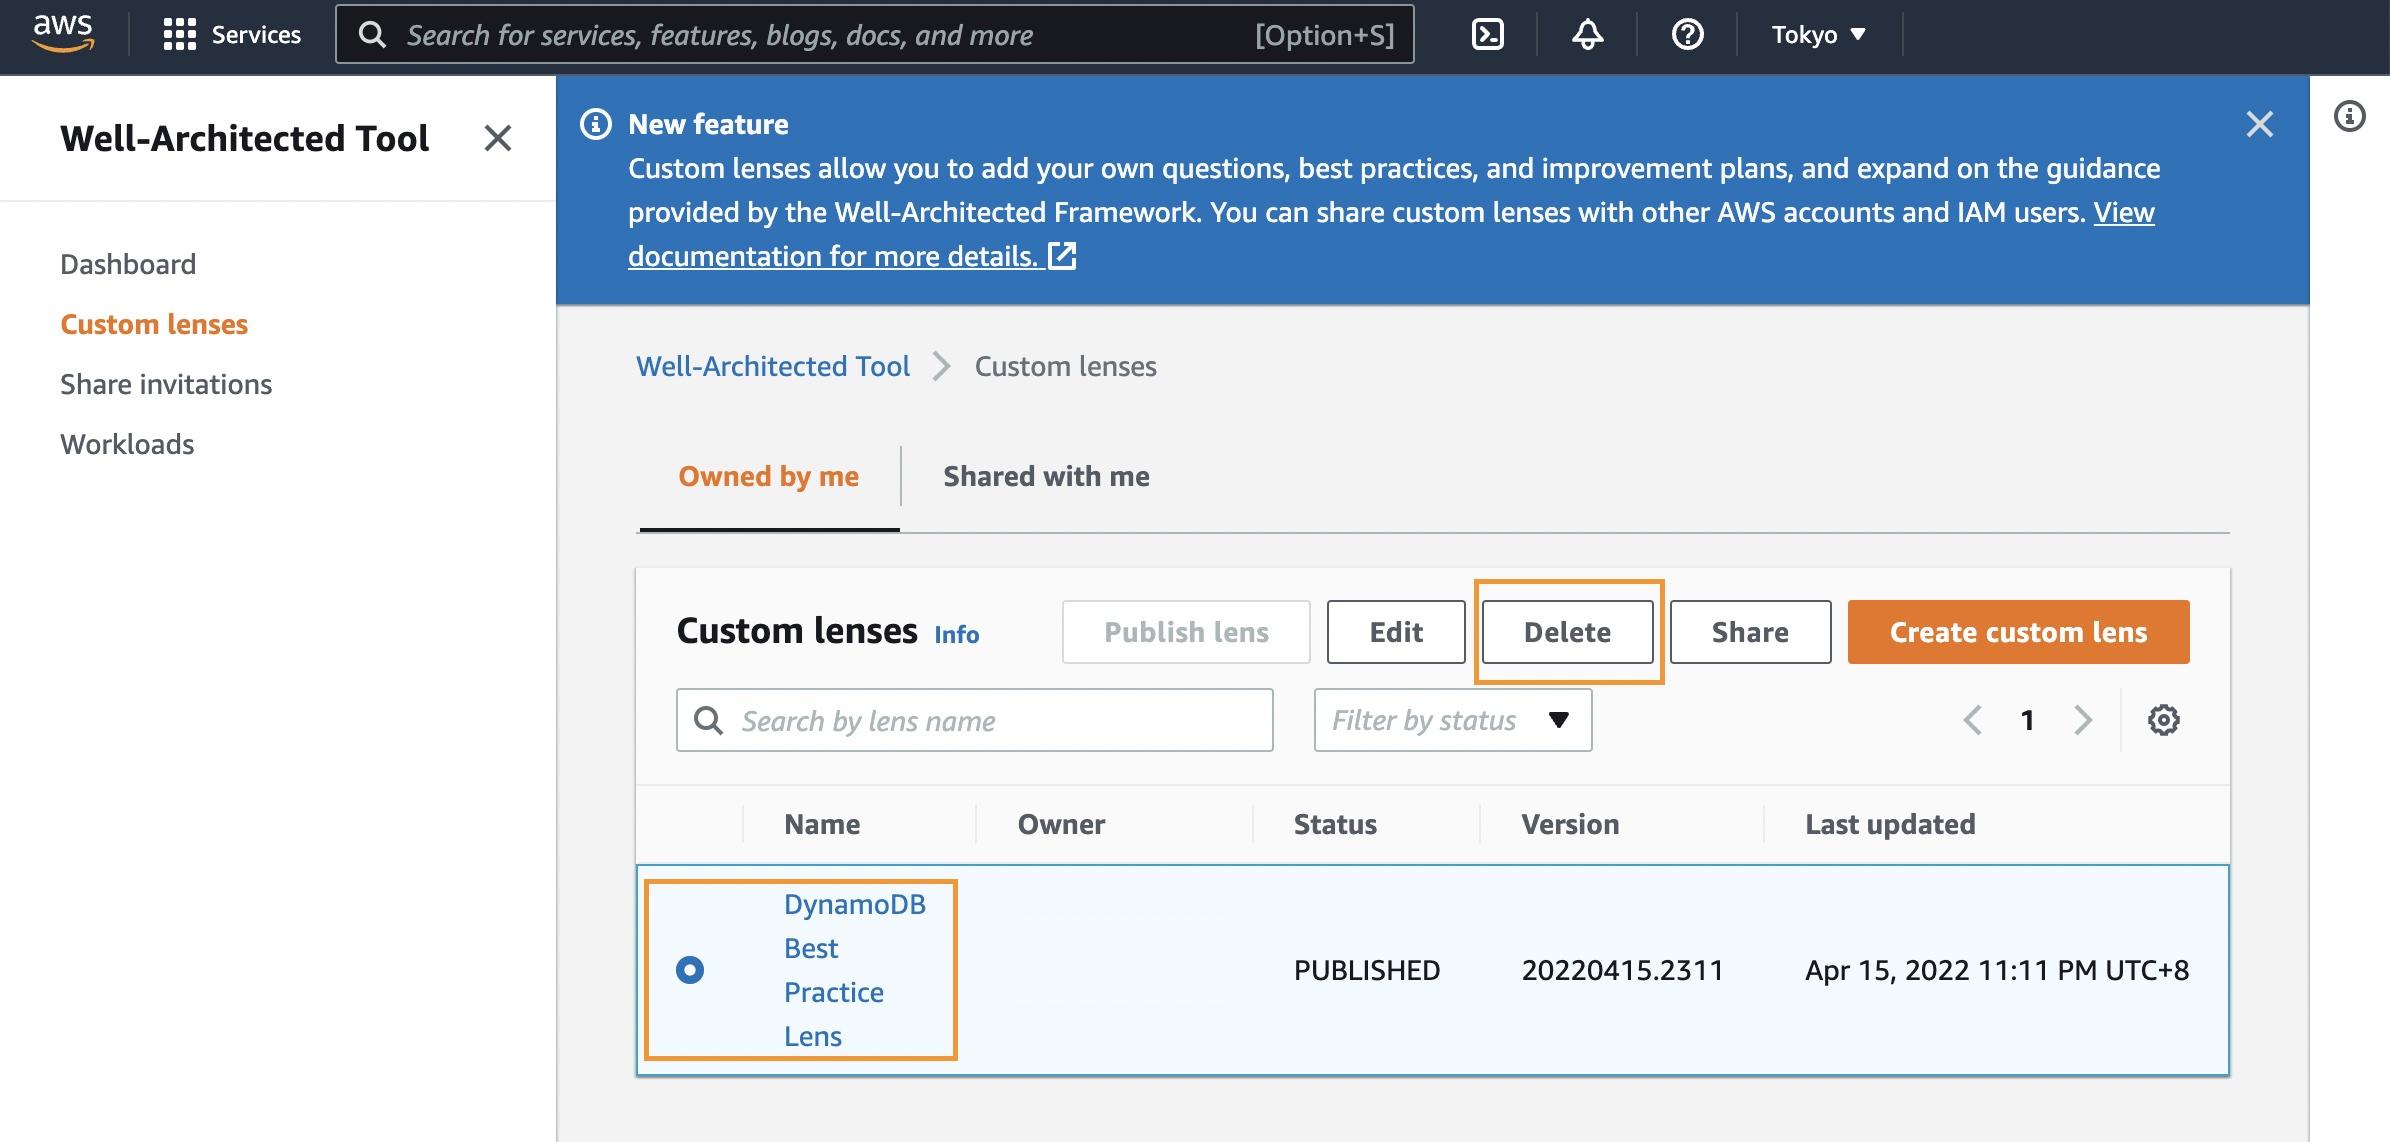 aws
Services
Search for services, features, blogs, docs, and more
[Option+S]
Tokyo
Well-Architected Tool
Dashboard
Custom lenses
Share invitations
Workloads
New feature
Custom lenses allow you to add your own questions, best practices, and improvement plans, and expand on the guidance
provided by the Well-Architected Framework. You can share custom lenses with other AWS accounts and IAM users. View
documentation for more details.
Well-Architected Tool
Custom lenses
Owned by me
Shared with me
Custom lenses Info
Publish lens
Edit
Delete
Share
Create custom lens
Search by lens name
Filter by status
1
Name
Owner
Status
Version
Last updated
DynamoDB
Best
Practice
Lens
PUBLISHED
20220415.2311
Apr 15, 2022 11:11 PM UTC+8